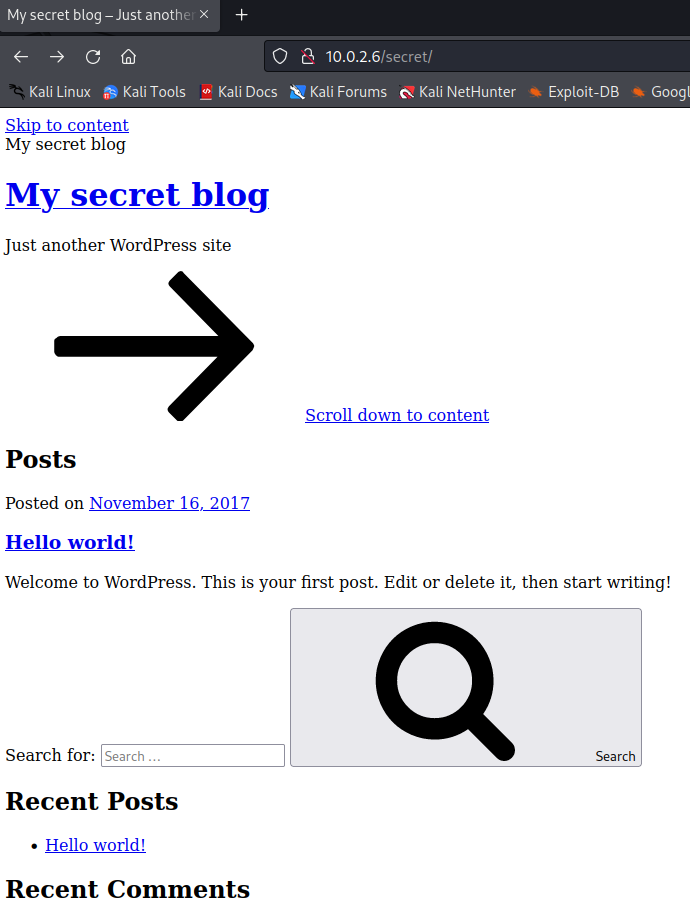 My secret blog – Just another
10.0.2.6/secret/
Kali Linux Kali Tools Kali Docs Kali Forums Kali NetHunter Exploit-DB Googl
Skip to content
My secret blog
My secret blog
Just another WordPress site
Scroll down to content
Posts
Posted on November 16, 2017
Hello world!
Welcome to WordPress. This is your first post. Edit or delete it, then start writing!
Search for: Search … Search
Recent Posts
Hello world!
Recent Comments